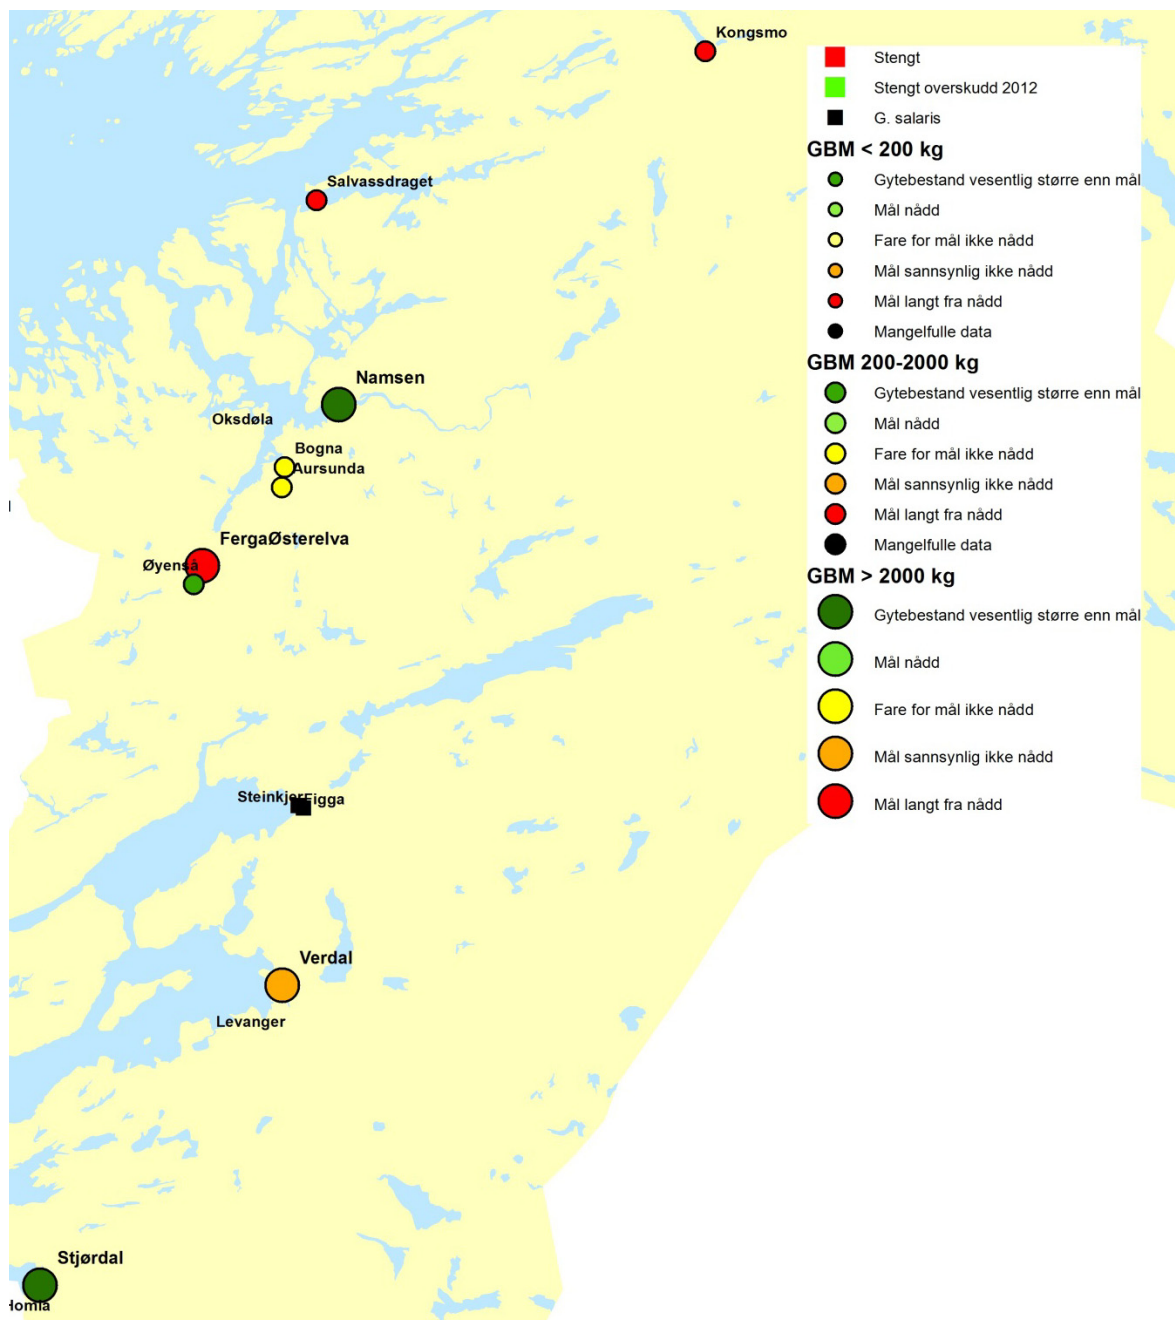 Kongsmo
Salvassdraget
Namsen
Oksdøla
Bogna
Aursunda
FergaØsterelva
Øyenså
Steinkjer
Figga
Verdal
Levanger
Stjørdal
Homla
Stengt
Stengt overskudd 2012
G. salaris
GBM < 200 kg
Gytebestand vesentlig større enn mål
Mål nådd
Fare for mål ikke nådd
Mål sannsynlig ikke nådd
Mål langt fra nådd
Mangelfulle data
GBM 200-2000 kg
Gytebestand vesentlig større enn mål
Mål nådd
Fare for mål ikke nådd
Mål sannsynlig ikke nådd
Mål langt fra nådd
Mangelfulle data
GBM > 2000 kg
Gytebestand vesentlig større enn mål
Mål nådd
Fare for mål ikke nådd
Mål sannsynlig ikke nådd
Mål langt fra nådd